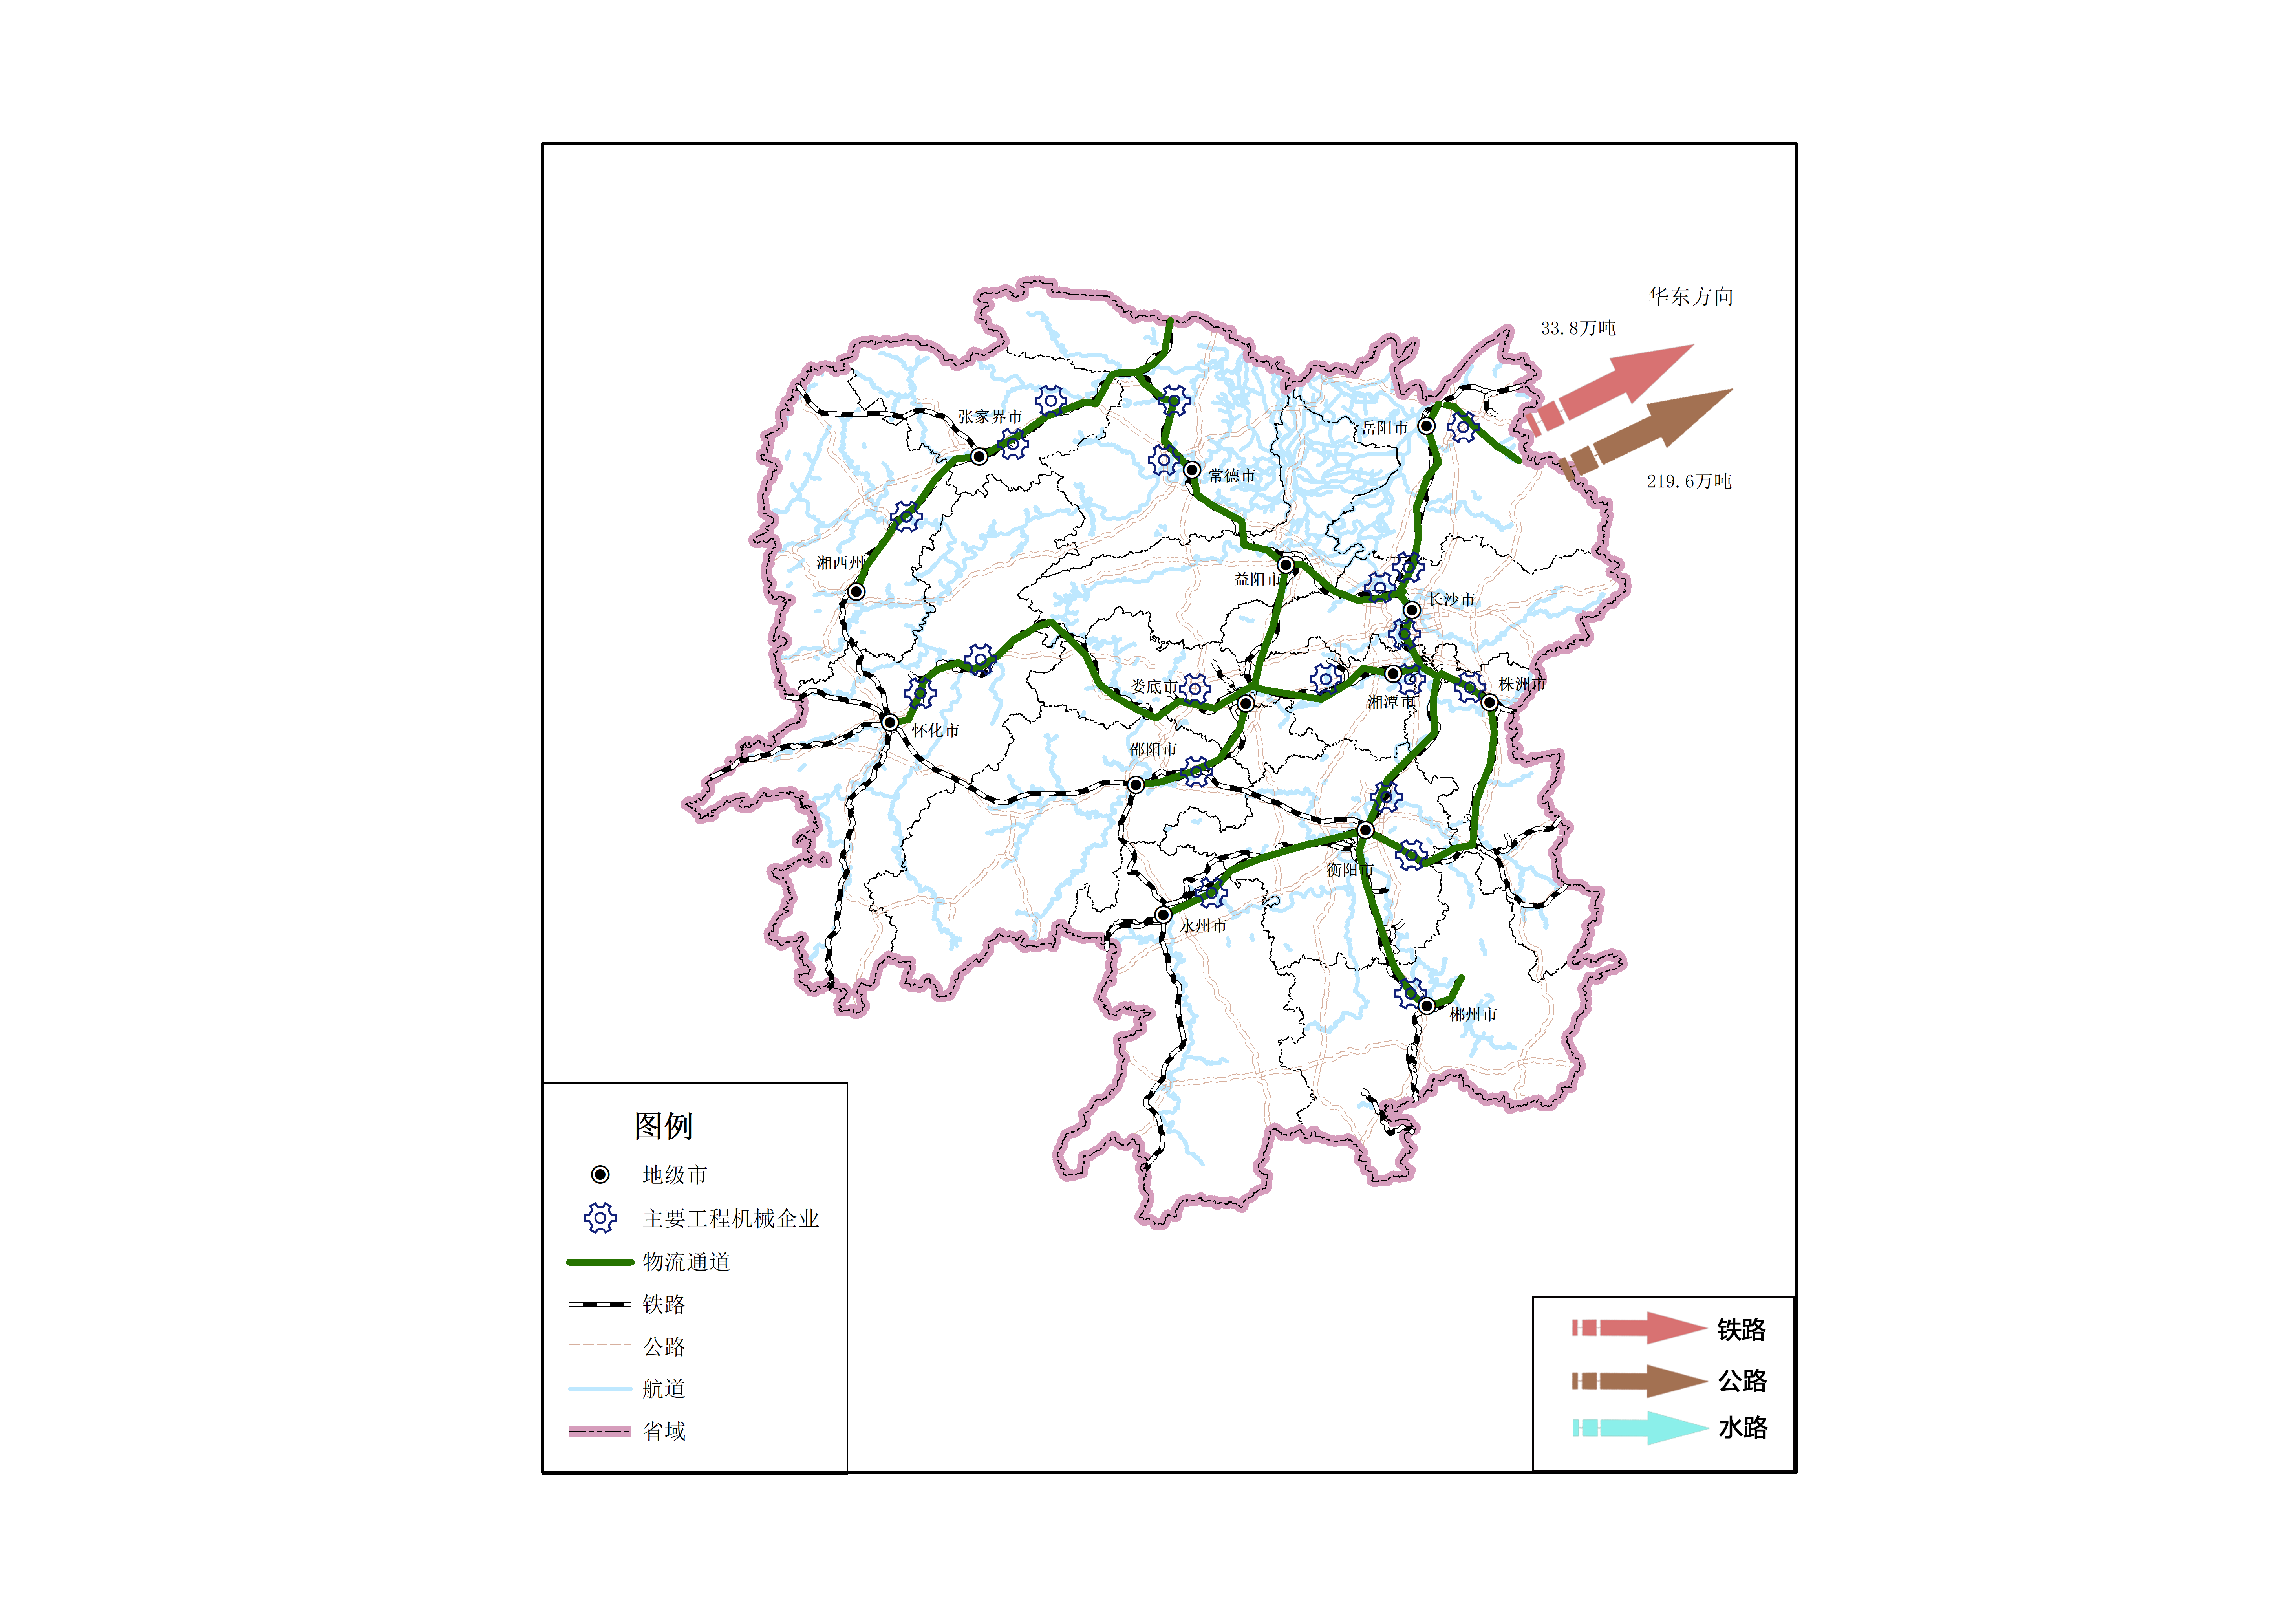 华东方向
33.8万吨
219.6万吨
张家界市
岳阳市
常德市
湘西州
益阳市
长沙市
娄底市
株洲市
湘潭市
怀化市
邵阳市
衡阳市
永州市
郴州市
图例
地级市
主要工程机械企业
物流通道
铁路
公路
航道
省域
铁路
公路
水路